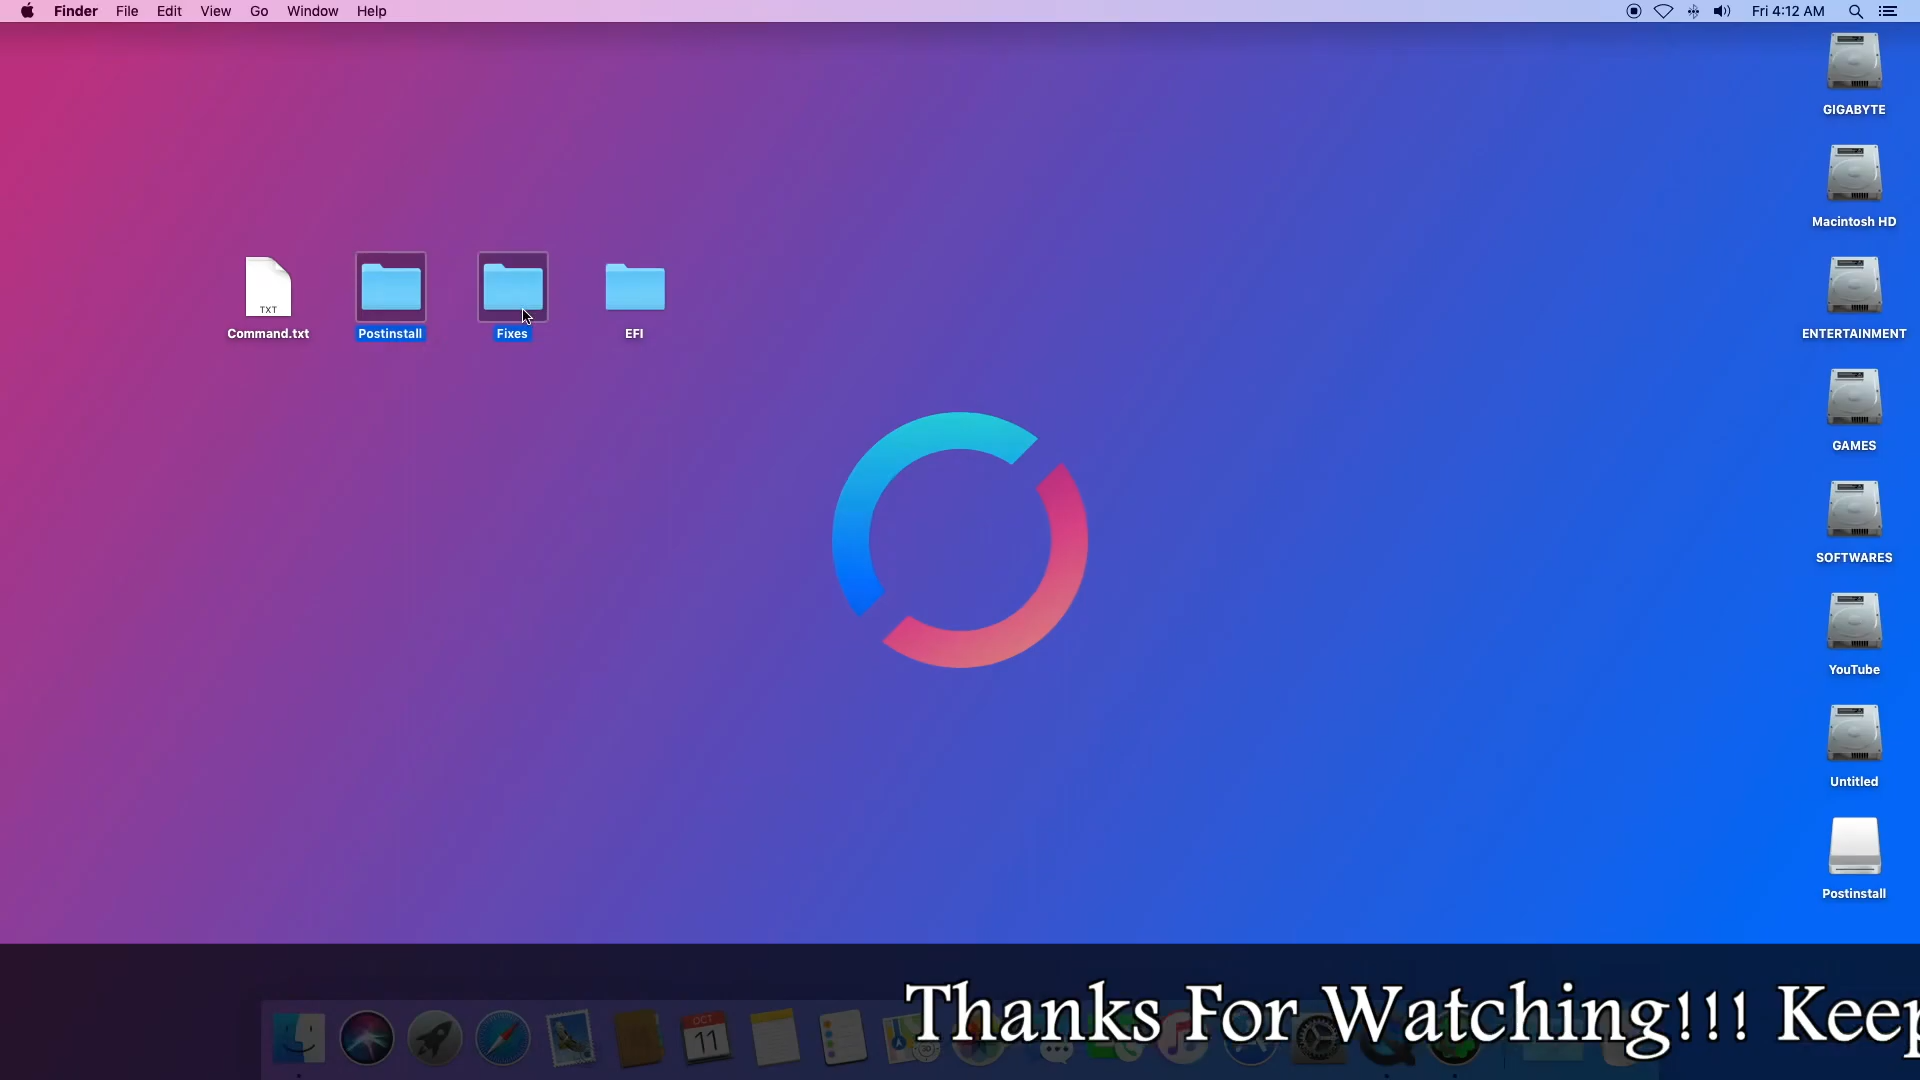 Finder File Edit View Go Window Help
Fri 4:12 AM
GIGABYTE
Macintosh HD
TXT
Command.txt
Postinstall
Fixes
EFI
ENTERTAINMENT
GAMES
SOFTWARES
YouTube
Untitled
Postinstall
Thanks For Watching!!! Keep
OCT
11